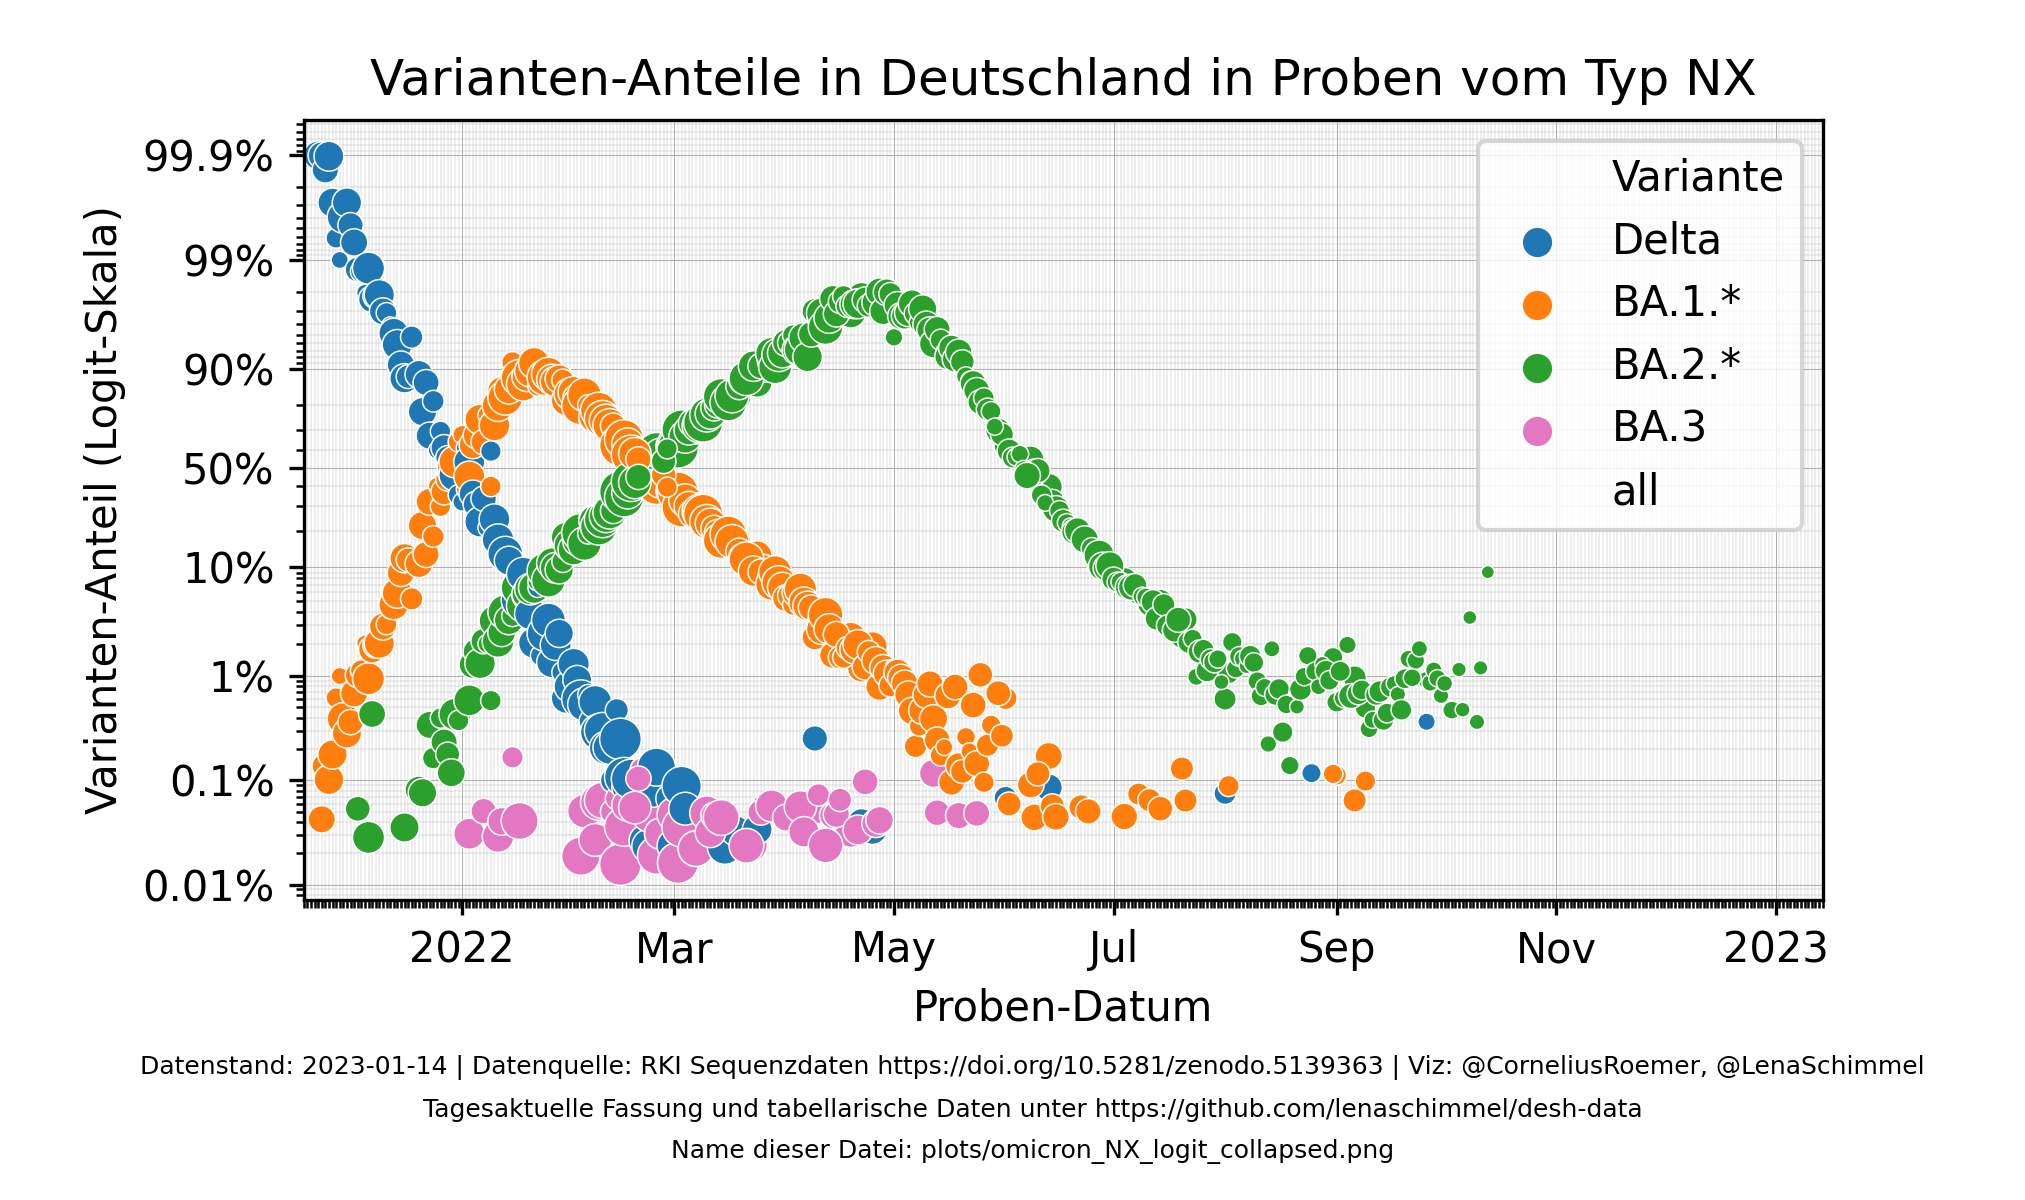 Varianten-Anteile in Deutschland in Proben vom Typ NX
Varianten-Anteil (Logit-Skala)
99.9%
99%
90%
50%
10%
1%
0.1%
0.01%
Variante
Delta
BA.1.*
BA.2.*
BA.3
all
2022
Mar
May
Jul
Sep
Nov
2023
Proben-Datum
Datenstand: 2023-01-14 | Datenquelle: RKI Sequenzdaten https://doi.org/10.5281/zenodo.5139363 | Viz: @CorneliusRoemer, @LenaSchimmel
Tagesaktuelle Fassung und tabellarische Daten unter https://github.com/lenaschimmel/desh-data
Name dieser Datei: plots/omicron_NX_logit_collapsed.png